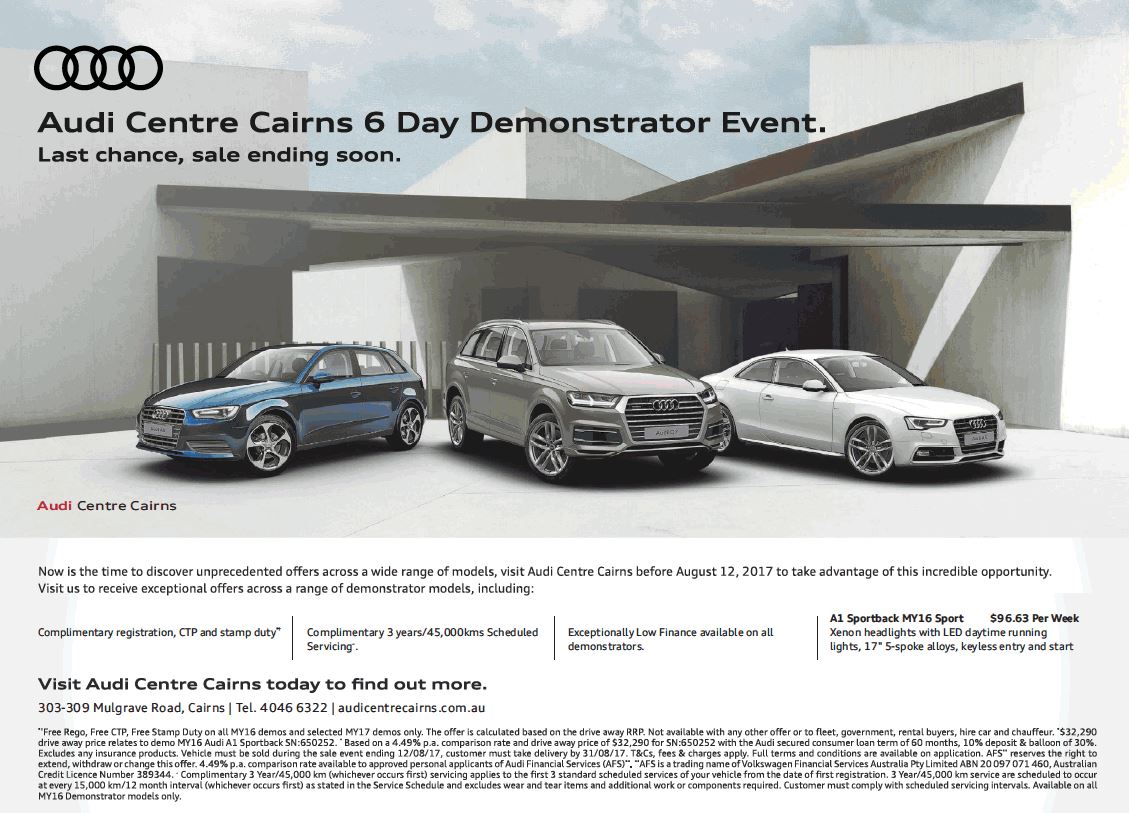 Audi Centre Cairns 6 Day Demonstrator Event.
Last chance, sale ending soon.
Audi Centre Cairns
Now is the time to discover unprecedented offers across a wide range of models, visit Audi Centre Cairns before August 12, 2017 to take advantage of this incredible opportunity.
Visit us to receive exceptional offers across a range of demonstrator models, including:
Complimentary registration, CTP and stamp duty**
Complimentary 3 years/45,000kms Scheduled
Servicing~.
Exceptionally Low Finance available on all
demonstrators.
A1 Sportback MY16 Sport $96.63 Per Week
Xenon headlights with LED daytime running
lights, 17" 5-spoke alloys, keyless entry and start
Visit Audi Centre Cairns today to find out more.
303-309 Mulgrave Road, Cairns | Tel. 4046 6322 | audicentrecairns.com.au
**Free Rego, Free CTP, Free Stamp Duty on all MY16 demos and selected MY17 demos only. The offer is calculated based on the drive away RRP. Not available with any other offer or to fleet, government, rental buyers, hire car and chauffeur. *$32,290
drive away price relates to demo MY16 Audi A1 Sportback SN:650252. * Based on a 4.49% p.a. comparison rate and drive away price of $32,290 for SN:650252 with the Audi secured consumer loan term of 60 months, 10% deposit & balloon of 30%.
Excludes any insurance products. Vehicle must be sold during the sale event ending 12/08/17, customer must take delivery by 31/08/17. T&Cs, fees & charges apply. Full terms and conditions are available on application. AFS** reserves the right to
extend, withdraw or change this offer. 4.49% p.a. comparison rate available to approved personal applicants of Audi Financial Services (AFS)**. **AFS is a trading name of Volkswagen Financial Services Australia Pty Limited ABN 20 097 071 460, Australian
Credit Licence Number 389344. ~ Complimentary 3 Year/45,000 km (whichever occurs first) servicing applies to the first 3 standard scheduled services of your vehicle from the date of first registration. 3 Year/45,000 km service are scheduled to occur
at every 15,000 km/12 month interval (whichever occurs first) as stated in the Service Schedule and excludes wear and tear items and additional work or components required. Customer must comply with scheduled servicing intervals. Available on all
MY16 Demonstrator models only.